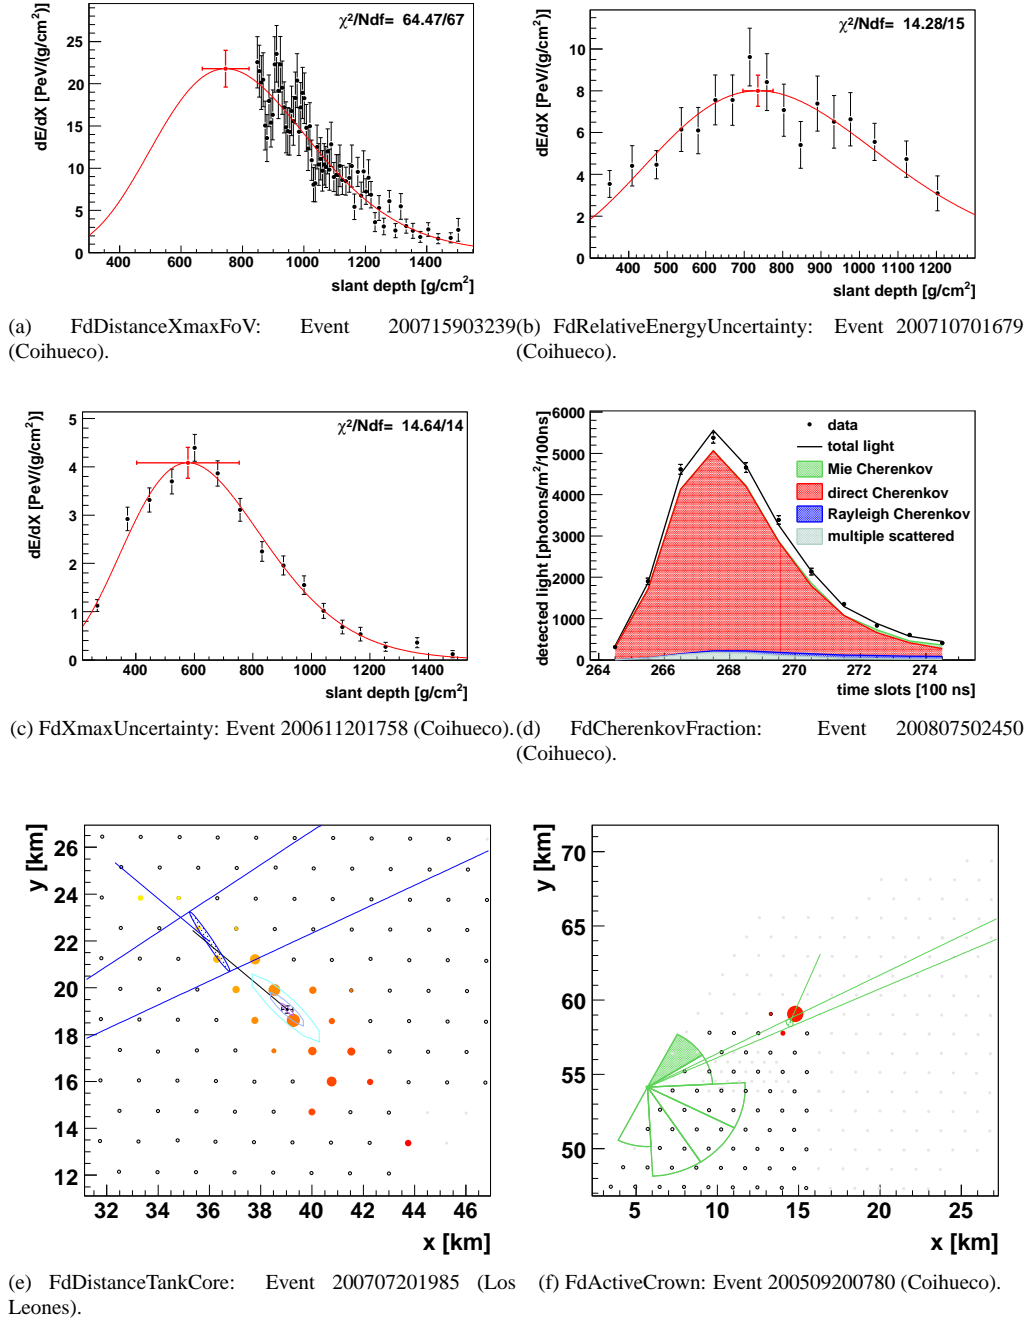 χ²/Ndf= 64.47/67
dE/dX [PeV/(g/cm²)]
25
20
15
10
5
0
400 600 800 1000 1200 1400
slant depth [g/cm²]
χ²/Ndf= 14.28/15
dE/dX [PeV/(g/cm²)]
10
8
6
4
2
0
400 500 600 700 800 900 1000 1100 1200
slant depth [g/cm²]
(a) FdDistanceXmaxFoV: Event 200715903239
(Coihueco).
(b) FdRelativeEnergyUncertainty: Event 200710701679
(Coihueco).
χ²/Ndf= 14.64/14
dE/dX [PeV/(g/cm²)]
5
4
3
2
1
0
400 600 800 1000 1200 1400
slant depth [g/cm²]
detected light [photons/m²/100ns]
6000
5000
4000
3000
2000
1000
0
data
total light
Mie Cherenkov
direct Cherenkov
Rayleigh Cherenkov
multiple scattered
264 266 268 270 272 274
time slots [100 ns]
(c) FdXmaxUncertainty: Event 200611201758 (Coihueco).
(d) FdCherenkovFraction: Event 200807502450
(Coihueco).
y [km]
26
24
22
20
18
16
14
12
32 34 36 38 40 42 44 46
x [km]
y [km]
70
65
60
55
50
5 10 15 20 25
x [km]
(e) FdDistanceTankCore: Event 200707201985 (Los
Leones).
(f) FdActiveCrown: Event 200509200780 (Coihueco).